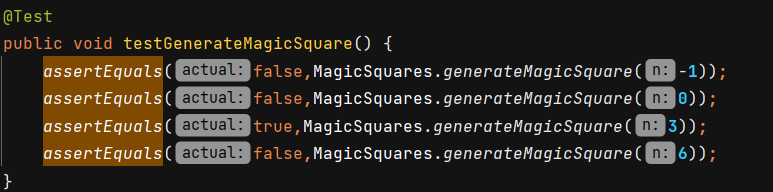 @Test
public void testGenerateMagicSquare() {
assertEquals( actual: false,MagicSquares.generateMagicSquare( n: -1));
assertEquals( actual: false,MagicSquares.generateMagicSquare( n: 0));
assertEquals( actual: true,MagicSquares.generateMagicSquare( n: 3));
assertEquals( actual: false,MagicSquares.generateMagicSquare( n: 6));
}